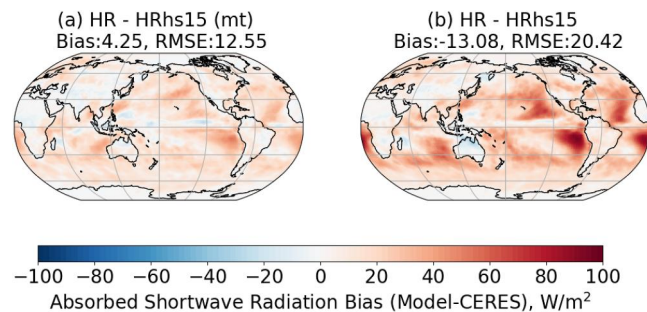 (a) HR - HRhs15 (mt)
Bias:4.25, RMSE:12.55
(b) HR - HRhs15
Bias:-13.08, RMSE:20.42
−100 −80 −60 −40 −20 0 20 40 60 80 100
Absorbed Shortwave Radiation Bias (Model-CERES), W/m²